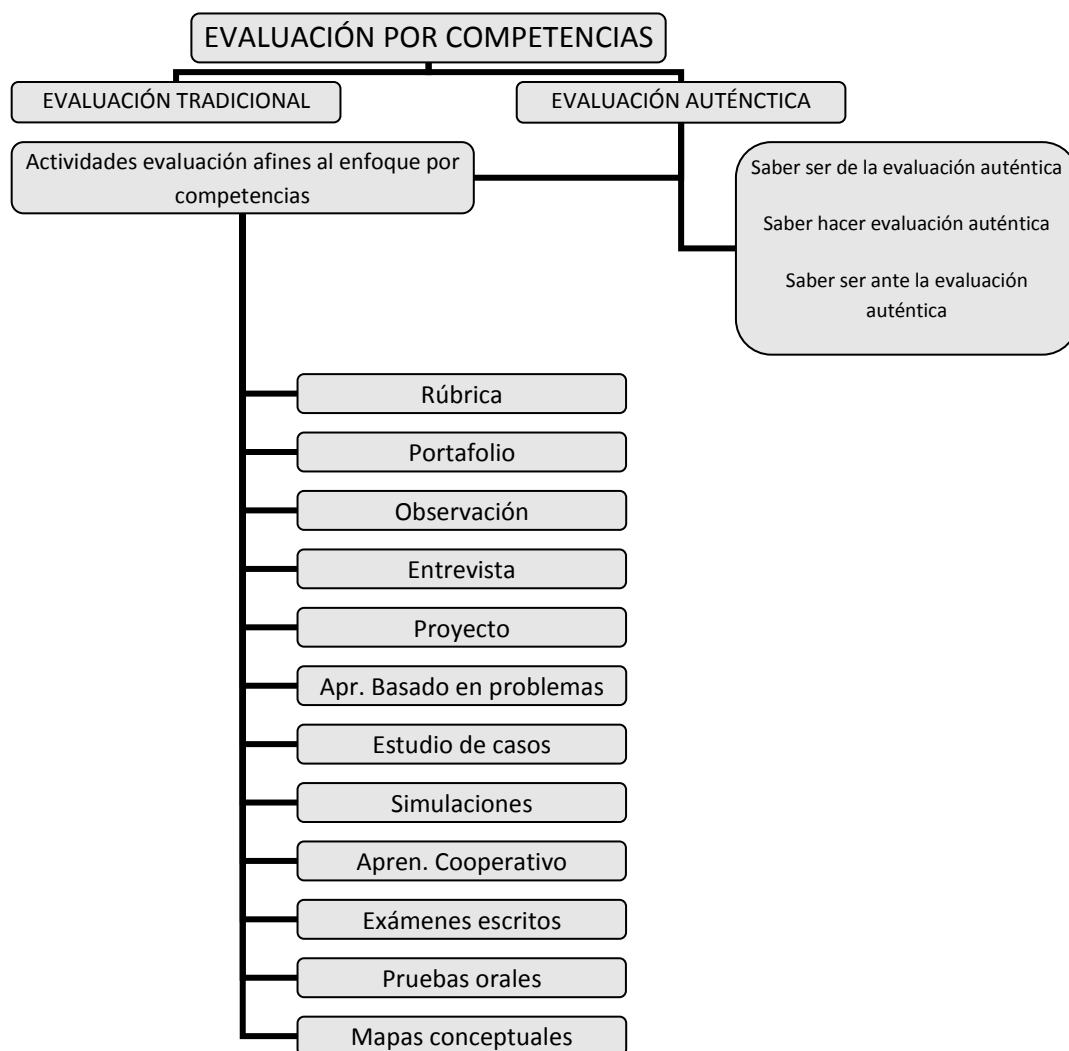 EVALUACIÓN POR COMPETENCIAS
EVALUACIÓN TRADICIONAL
EVALUACIÓN AUTÉNCTICA
Actividades evaluación afines al enfoque por
competencias
Saber ser de la evaluación auténtica
Saber hacer evaluación auténtica
Saber ser ante la evaluación
auténtica
Rúbrica
Portafolio
Observación
Entrevista
Proyecto
Apr. Basado en problemas
Estudio de casos
Simulaciones
Apren. Cooperativo
Exámenes escritos
Pruebas orales
Mapas conceptuales